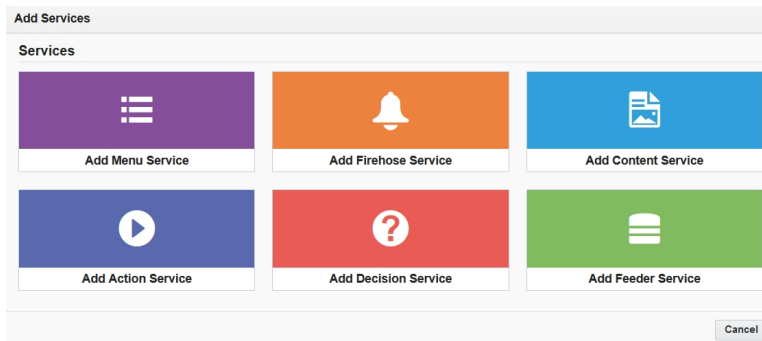 Add Services
Services
Add Menu Service
Add Firehose Service
Add Content Service
Add Action Service
Add Decision Service
Add Feeder Service
Cancel